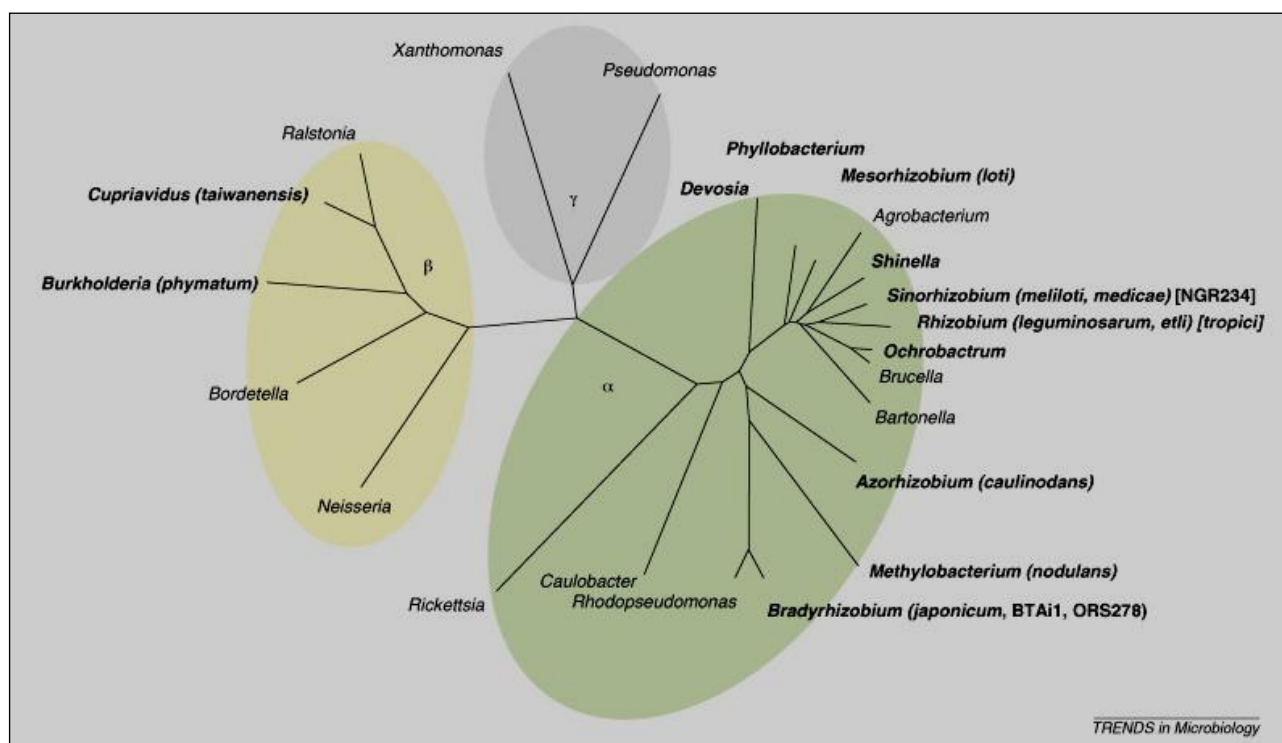 Xanthomonas
Pseudomonas
Ralstonia
Phyllobacterium
Mesorhizobium (loti)
Cupriavidus (taiwanensis)
Devosia
γ
Agrobacterium
β
Shinella
Burkholderia (phymatum)
Sinorhizobium (meliloti, medicae) [NGR234]
Rhizobium (leguminosarum, etli) [tropici]
Ochrobactrum
α
Brucella
Bordetella
Bartonella
Azorhizobium (caulinodans)
Neisseria
Methylobacterium (nodulans)
Caulobacter
Rickettsia
Rhodopseudomonas
Bradyrhizobium (japonicum, BTAi1, ORS278)
TRENDS in Microbiology